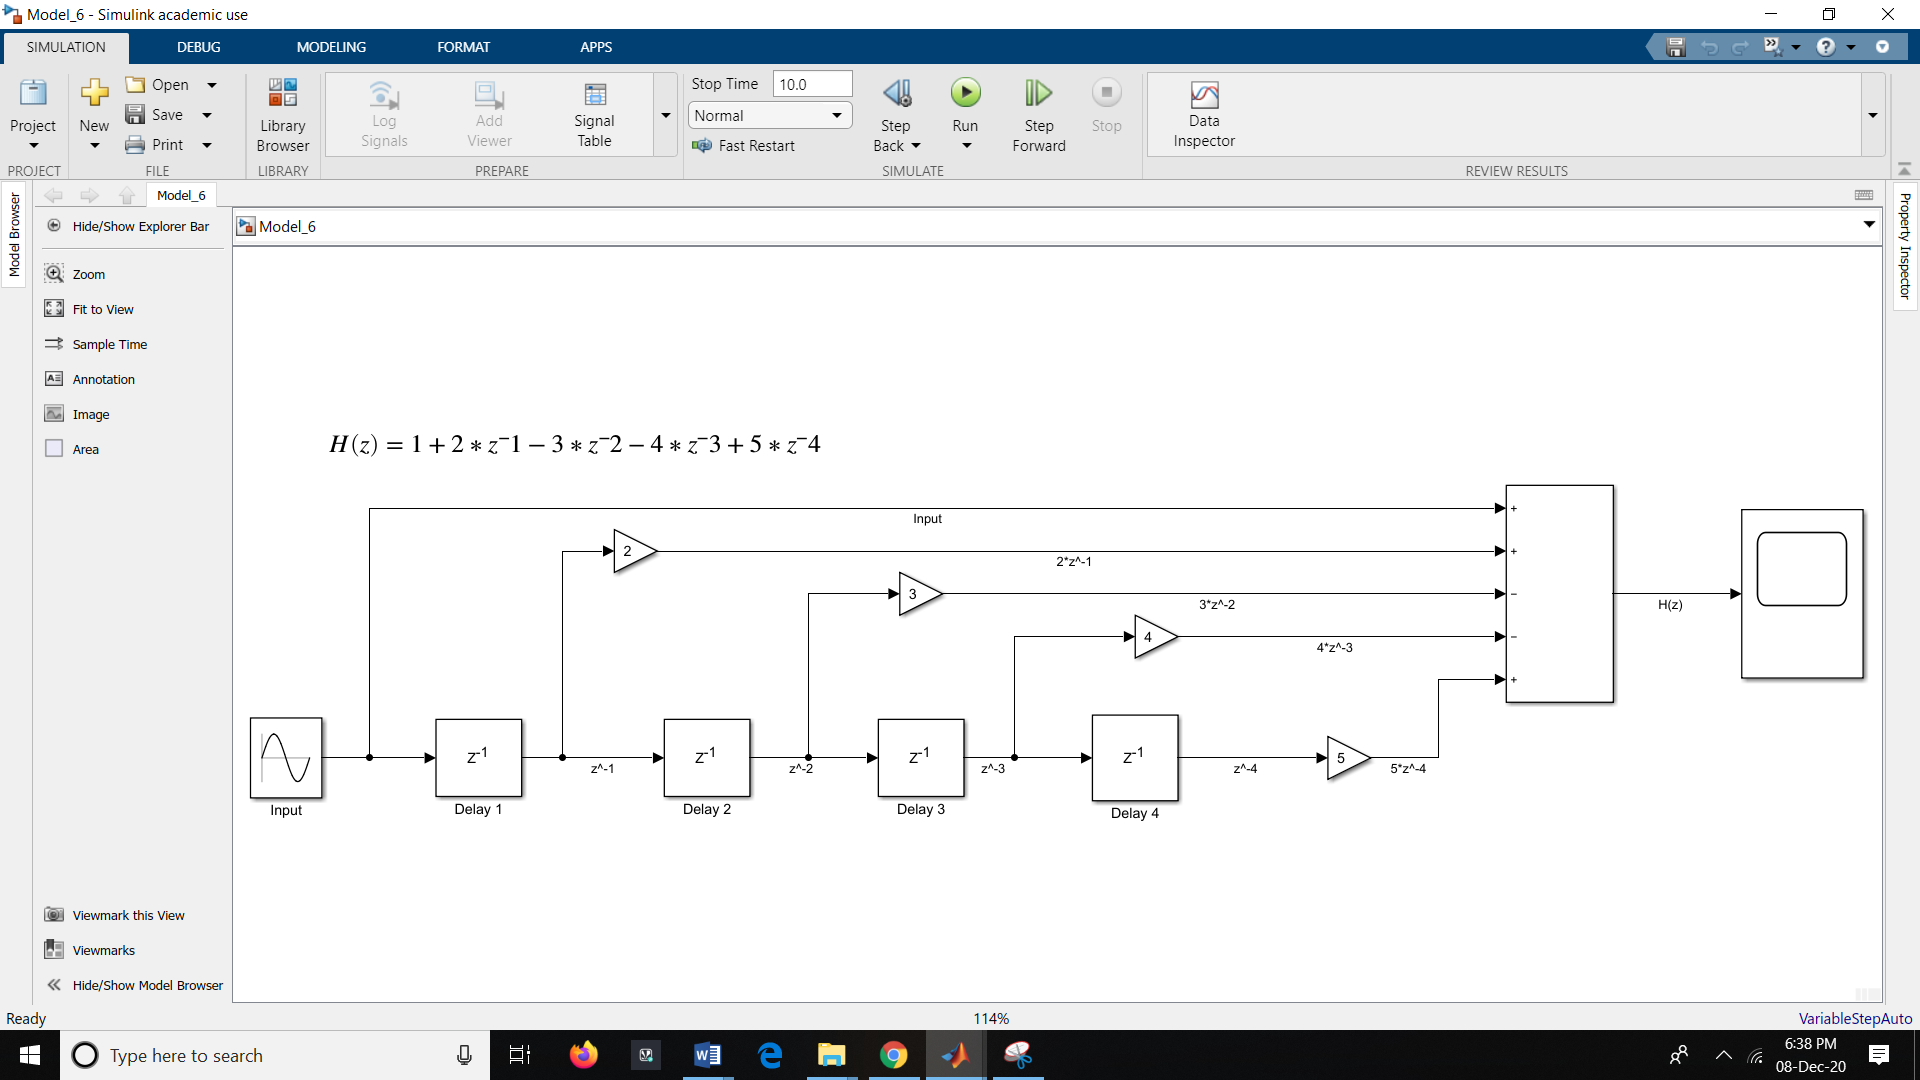 Model_6 - Simulink academic use
SIMULATION DEBUG MODELING FORMAT APPS
Project
PROJECT
New
Open
Save
Print
FILE
Library
Browser
LIBRARY
Log
Signals
Add
Viewer
Signal
Table
PREPARE
Stop Time 10.0
Normal
Fast Restart
Step
Back
Run
Step
Forward
Stop
SIMULATE
Data
Inspector
REVIEW RESULTS
Model Browser
Model_6
Property Inspector
Hide/Show Explorer Bar
Model_6
Zoom
Fit to View
Sample Time
Annotation
Image
Area
H(z) = 1 + 2 * z⁻1 − 3 * z⁻2 − 4 * z⁻3 + 5 * z⁻4
Input
+
2
2*z^-1
+
3
3*z^-2
−
4
4*z^-3
−
+
H(z)
Input
z⁻¹
Delay 1
z^-1
z⁻¹
Delay 2
z^-2
z⁻¹
Delay 3
z^-3
z⁻¹
Delay 4
z^-4
5
5*z^-4
Viewmark this View
Viewmarks
Hide/Show Model Browser
Ready 114% VariableStepAuto
Type here to search
6:38 PM
08-Dec-20